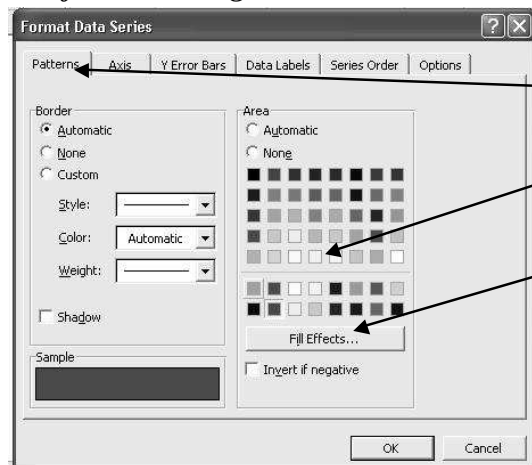 Format Data Series
Patterns Axis Y Error Bars Data Labels Series Order Options
Border
Automatic
None
Custom
Style:
Color: Automatic
Weight:
Shadow
Sample
Area
Automatic
None
Fill Effects...
Invert if negative
OK Cancel